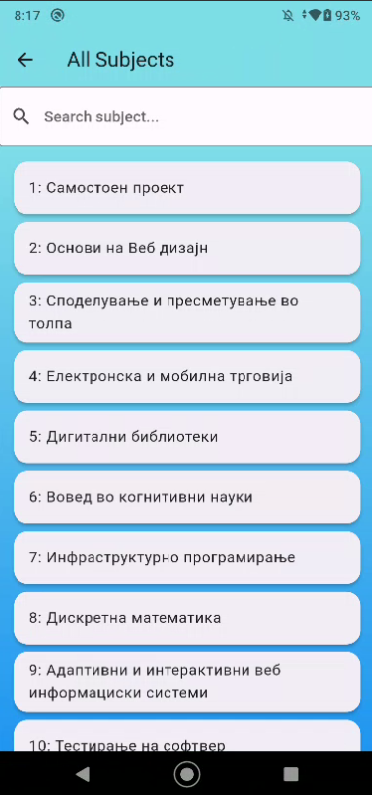 8:17 93%
All Subjects
Search subject...
1: Самостоен проект
2: Основи на Веб дизајн
3: Споделување и пресметување во
толпа
4: Електронска и мобилна трговија
5: Дигитални библиотеки
6: Вовед во когнитивни науки
7: Инфраструктурно програмирање
8: Дискретна математика
9: Адаптивни и интерактивни веб
информациски системи
10: Тестирање на софтвер